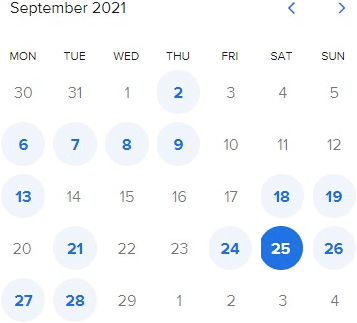 September 2021
MON TUE WED THU FRI SAT SUN
30 31 1 2 3 4 5
6 7 8 9 10 11 12
13 14 15 16 17 18 19
20 21 22 23 24 25 26
27 28 29 1 2 3 4